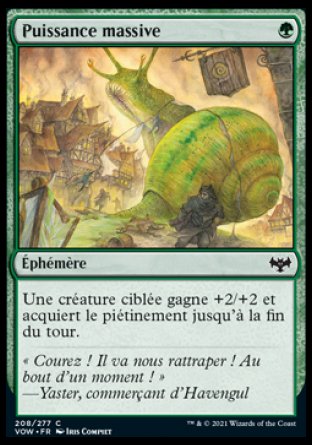 Puissance massive
Éphémère
Une créature ciblée gagne +2/+2 et
acquiert le piétinement jusqu'à la fin
du tour.
« Courez ! Il va nous rattraper ! Au
bout d'un moment ! »
—Yaster, commerçant d'Havengul
208/277 C
VOW • FR Iris Compiet
™ & © 2021 Wizards of the Coast